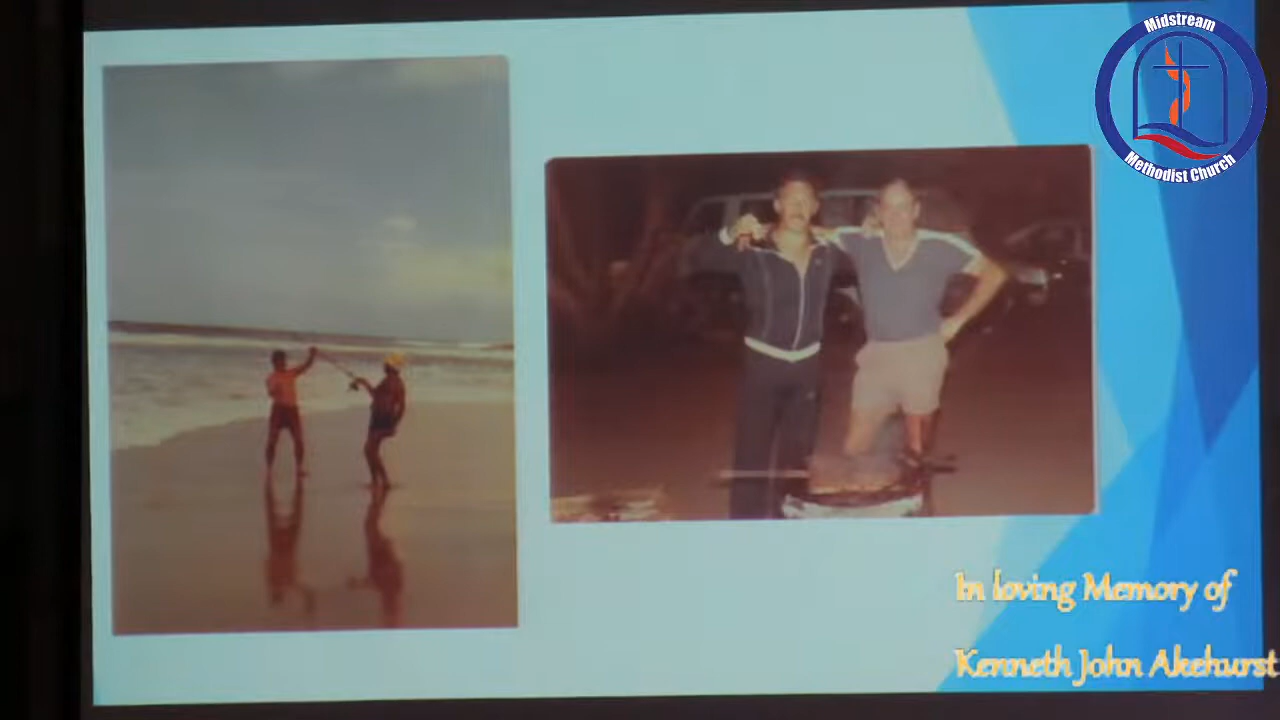 Midstream
Methodist Church
In loving Memory of
Kenneth John Akehurst